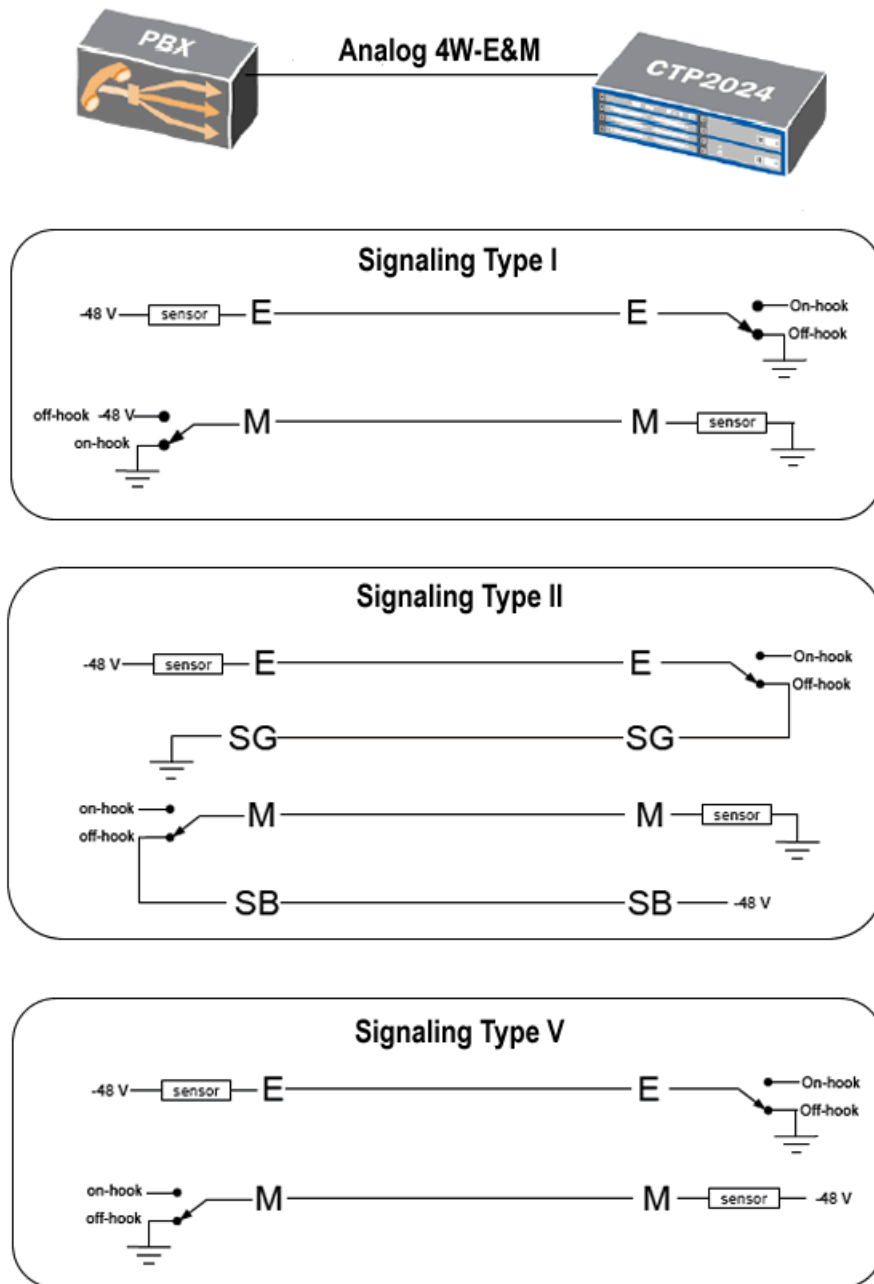 PBX
Analog 4W-E&M
CTP2024
Signaling Type I
-48 V sensor E E On-hook
Off-hook
off-hook -48 V M M sensor
on-hook
Signaling Type II
-48 V sensor E E On-hook
Off-hook
SG SG
on-hook M M sensor
off-hook
SB SB -48 V
Signaling Type V
-48 V sensor E E On-hook
Off-hook
on-hook M M sensor -48 V
off-hook